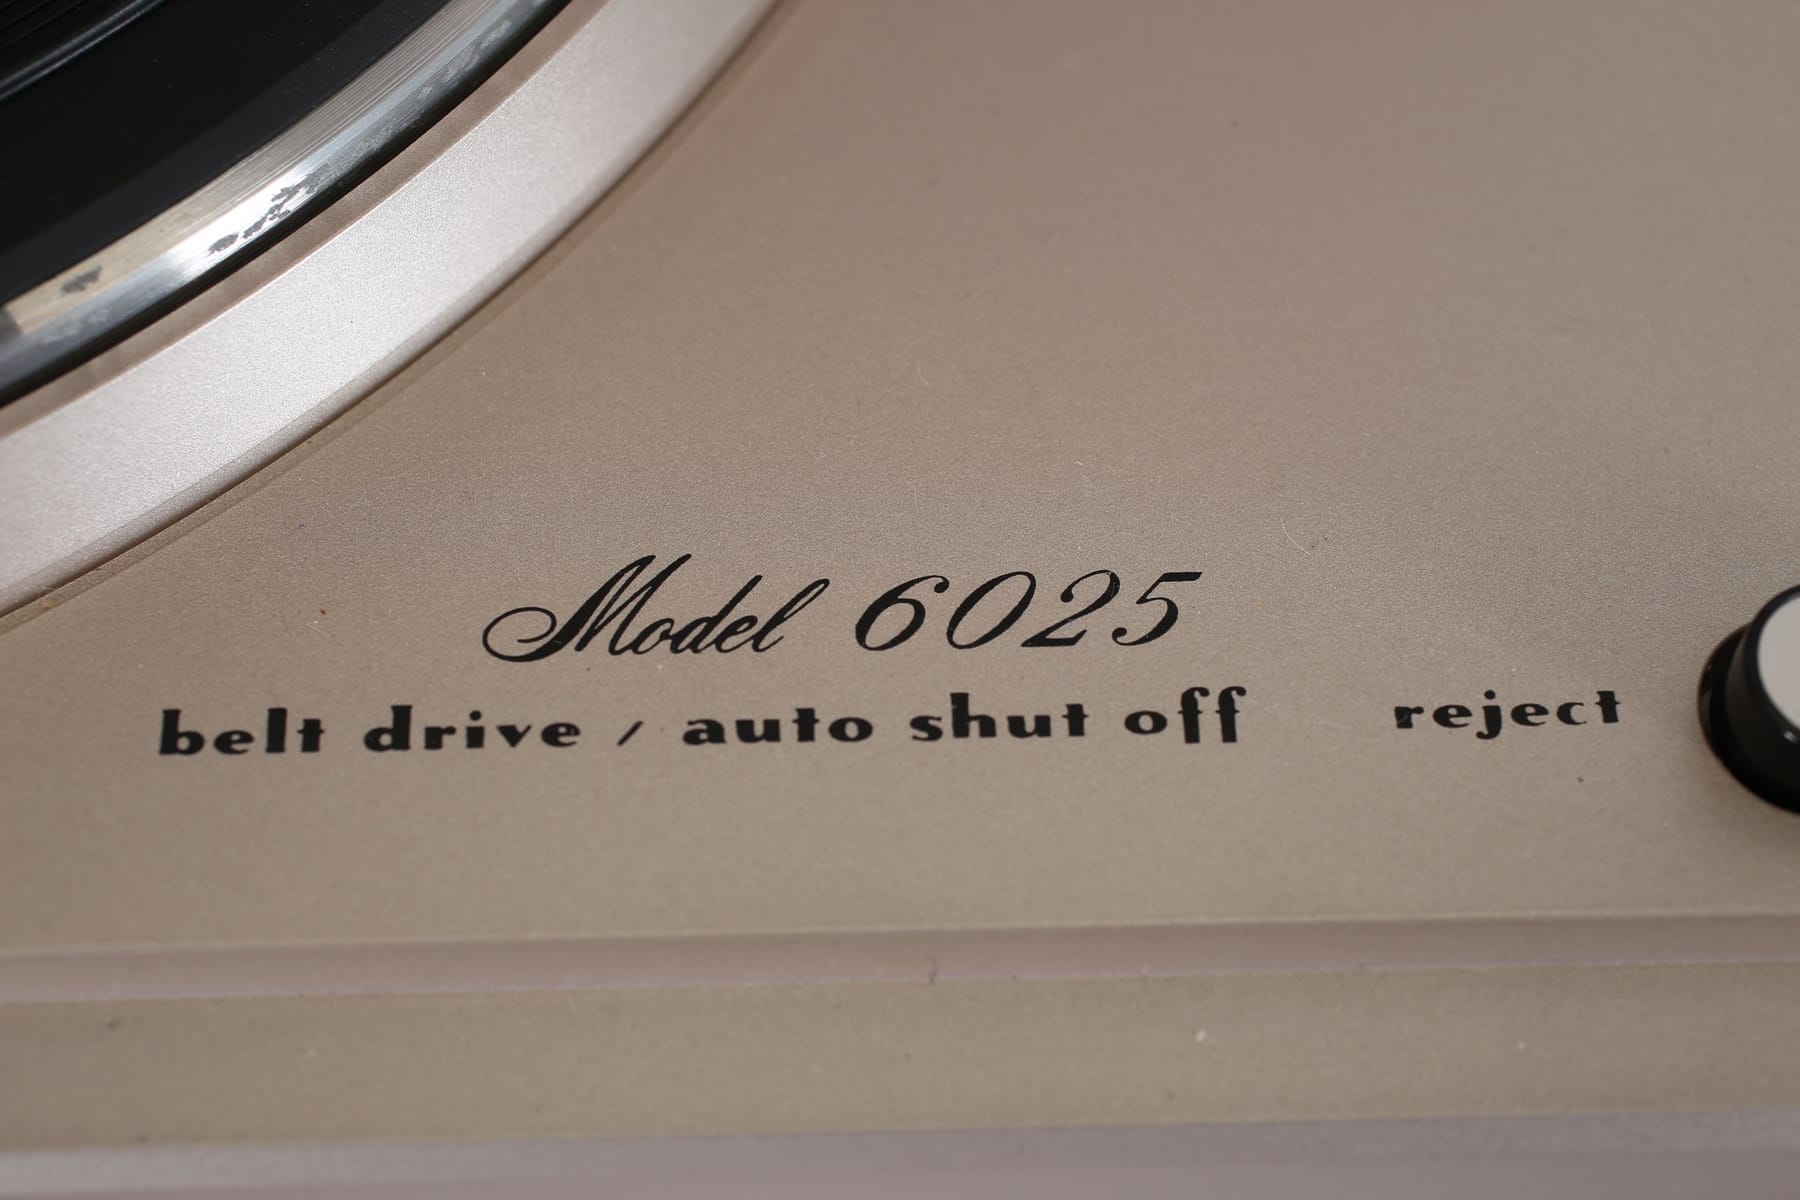 Model 6025
belt drive / auto shut off reject